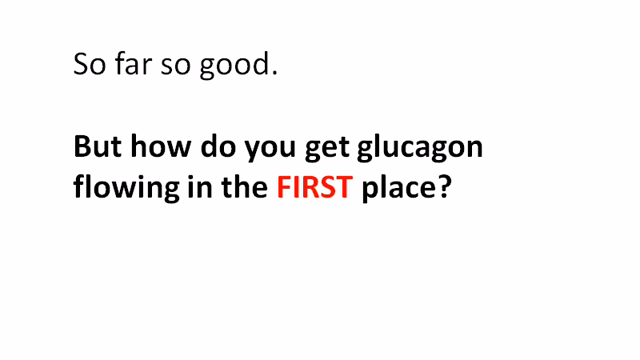 So far so good.
But how do you get glucagon
flowing in the FIRST place?